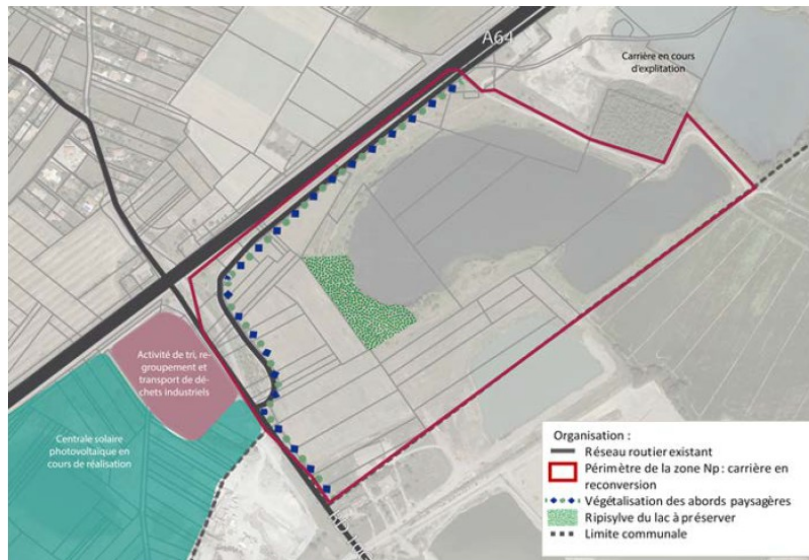 A64
Carrière en cours
d'explitation
Activité de tri, re-
groupement et
transport de dé-
chets industriels
Centrale solaire
photovoltaïque en
cours de réalisation
Organisation :
Réseau routier existant
Périmètre de la zone Np : carrière en
reconversion
Végétalisation des abords paysagères
Ripisylve du lac à préserver
Limite communale